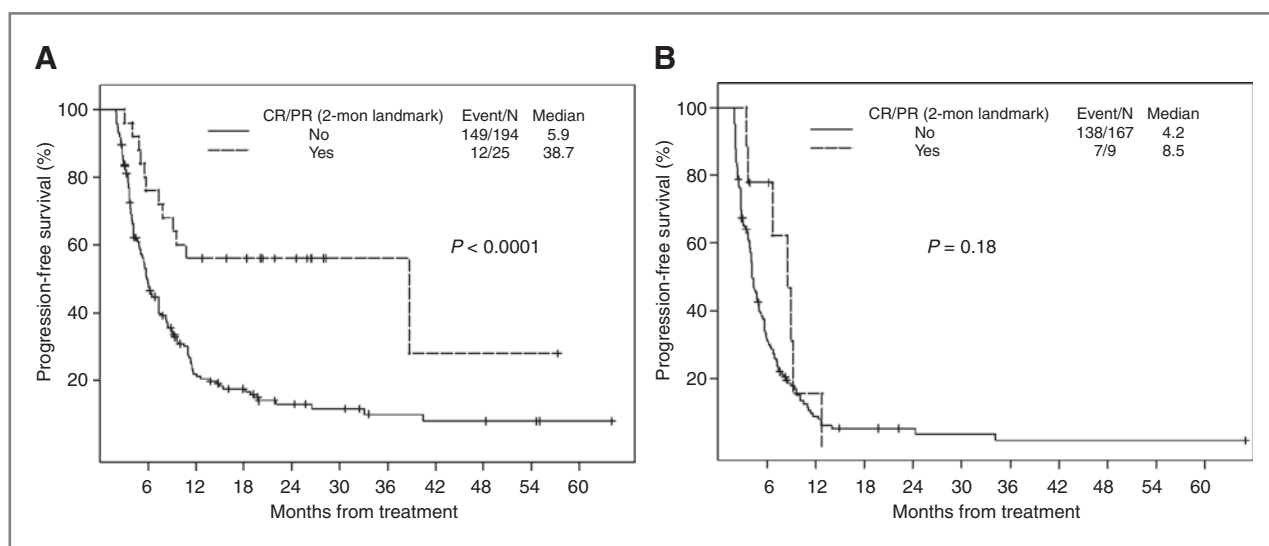 A
CR/PR (2-mon landmark) Event/N Median
No 149/194 5.9
Yes 12/25 38.7
P < 0.0001
Progression-free survival (%)
100
80
60
40
20
6 12 18 24 30 36 42 48 54 60
Months from treatment
B
CR/PR (2-mon landmark) Event/N Median
No 138/167 4.2
Yes 7/9 8.5
P = 0.18
Progression-free survival (%)
100
80
60
40
20
6 12 18 24 30 36 42 48 54 60
Months from treatment